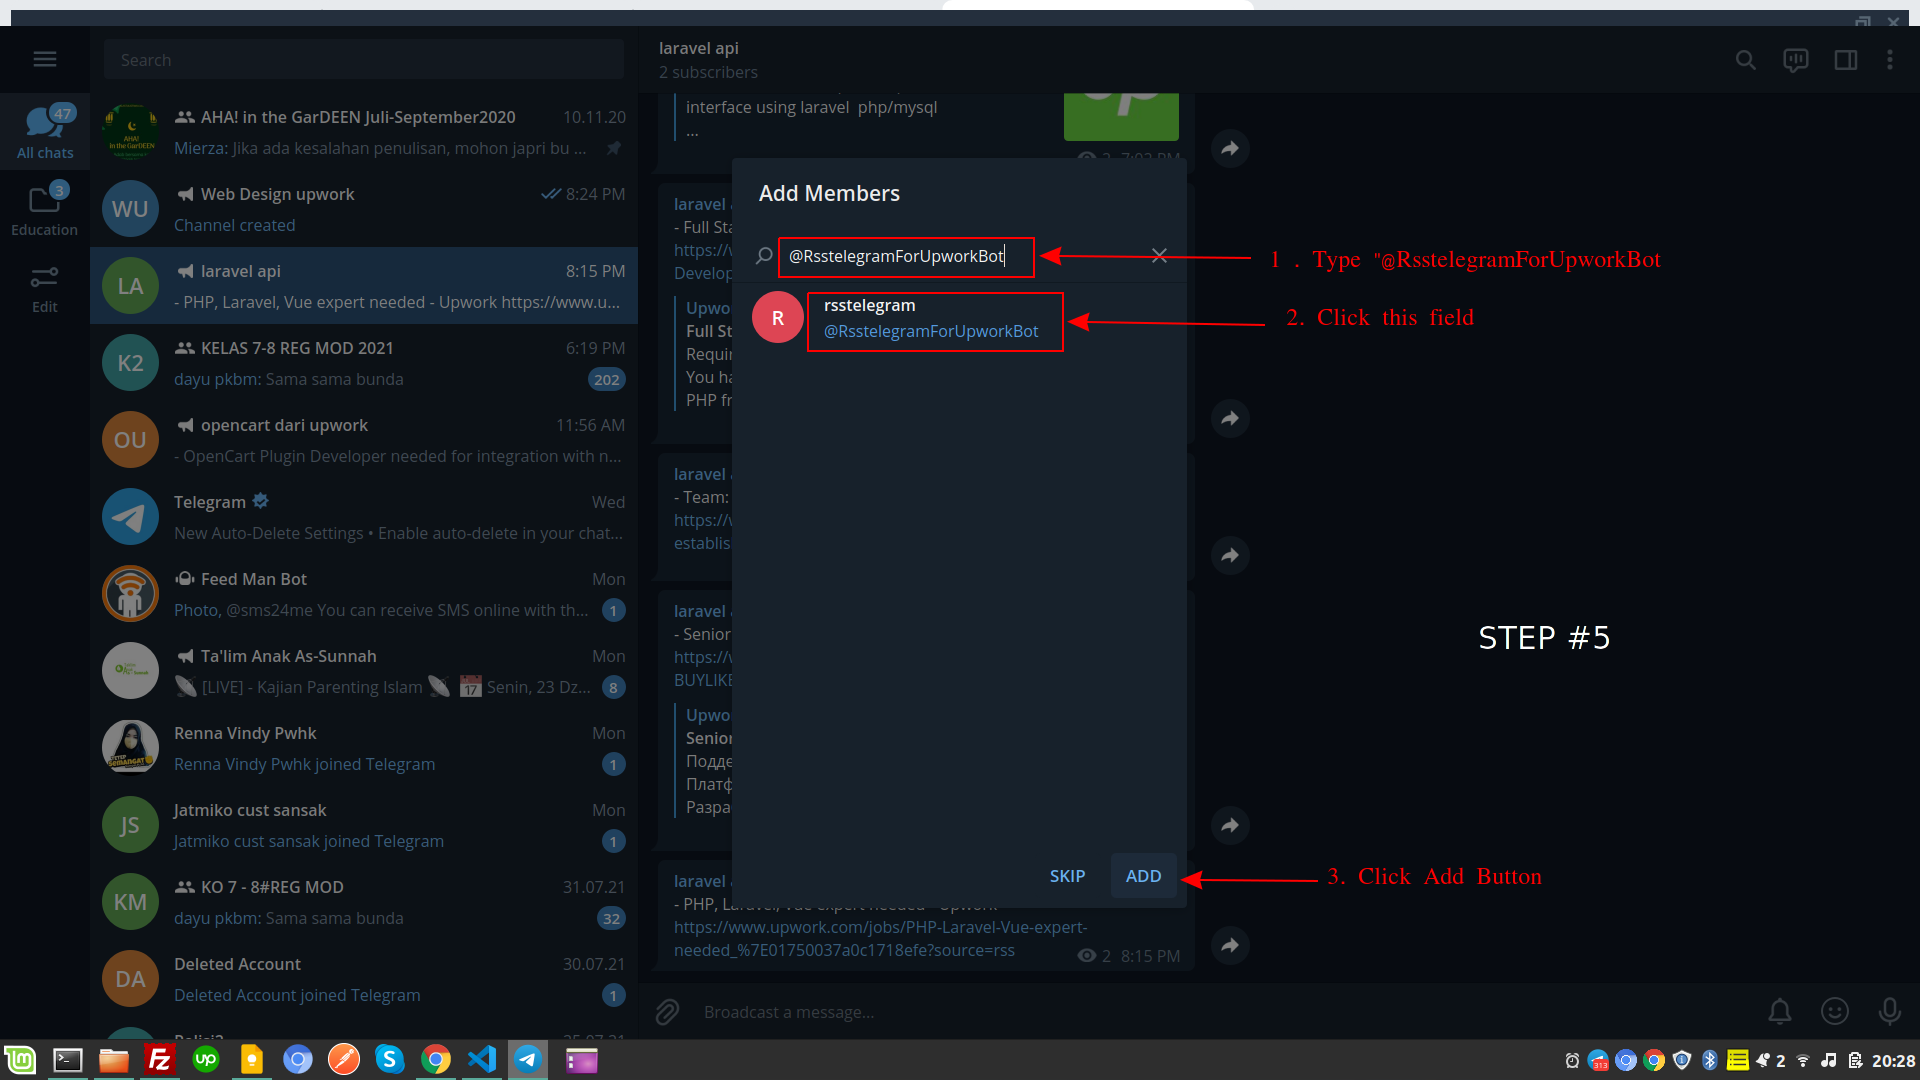 Search
47
All chats
3
Education
Edit
AHA! in the GarDEEN Juli-September2020
10.11.20
Mierza: Jika ada kesalahan penulisan, mohon japri bu ...
WU
Web Design upwork
8:24 PM
Channel created
LA
laravel api
8:15 PM
- PHP, Laravel, Vue expert needed - Upwork https://www.u...
K2
KELAS 7-8 REG MOD 2021
6:19 PM
dayu pkbm: Sama sama bunda
202
OU
opencart dari upwork
11:56 AM
- OpenCart Plugin Developer needed for integration with n...
Telegram
Wed
New Auto-Delete Settings • Enable auto-delete in your chat...
Feed Man Bot
Mon
Photo, @sms24me You can receive SMS online with th...
1
Ta'lim Anak As-Sunnah
Mon
[LIVE] - Kajian Parenting Islam 17 Senin, 23 Dz...
8
Renna Vindy Pwhk
Mon
Renna Vindy Pwhk joined Telegram
1
JS
Jatmiko cust sansak
Mon
Jatmiko cust sansak joined Telegram
1
KM
KO 7 - 8#REG MOD
31.07.21
dayu pkbm: Sama sama bunda
32
DA
Deleted Account
30.07.21
Deleted Account joined Telegram
1
laravel api
2 subscribers
interface using laravel php/mysql
...
2 7:02 PM
laravel
- Full Sta
https://w
Develop
Upwo
Full St
Requir
You ha
PHP fr
laravel
- Team:
https://w
establis
laravel
- Senior
https://w
BUYLIKE
Upwo
Senior
Подде
Платф
Разра
laravel
- PHP, Laravel, Vue expert needed - Upwork
https://www.upwork.com/jobs/PHP-Laravel-Vue-expert-
needed_%7E01750037a0c1718efe?source=rss
2 8:15 PM
Broadcast a message...
Add Members
@RsstelegramForUpworkBot
R
rsstelegram
@RsstelegramForUpworkBot
SKIP
ADD
1 . Type "@RsstelegramForUpworkBot
2. Click this field
STEP #5
3. Click Add Button
2
20:28